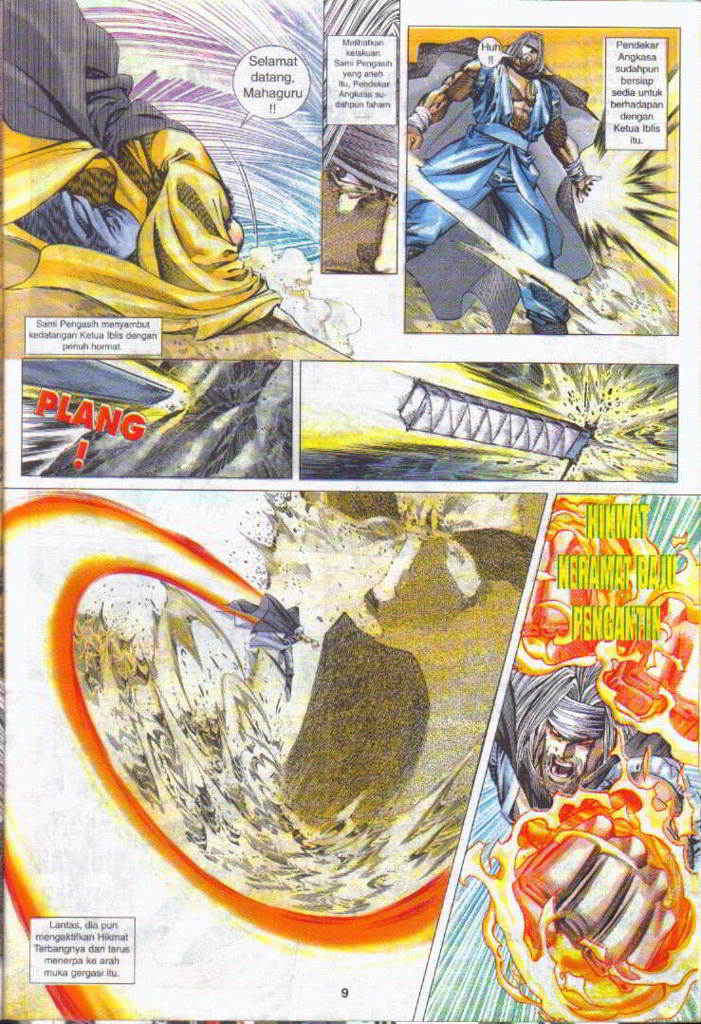 Selamat
datang,
Mahaguru
!!
Melihatkan
kelakuan
Sami Pengasih
yang aneh
itu, Pendekar
Angkasa su-
dahpun faham
......
Huh
!!
Pendekar
Angkasa
sudahpun
bersiap
sedia untuk
berhadapan
dengan
Ketua Iblis
itu.
Sami Pengasih menyambut
kedatangan Ketua Iblis dengan
penuh hormat.
PLANG
!
HIKMAT
KERAMAT BAJU
PENGANTIN
Lantas, dia pun
mengaktifkan Hikmat
Terbangnya dan terus
menerpa ke arah
muka gergasi itu.
9